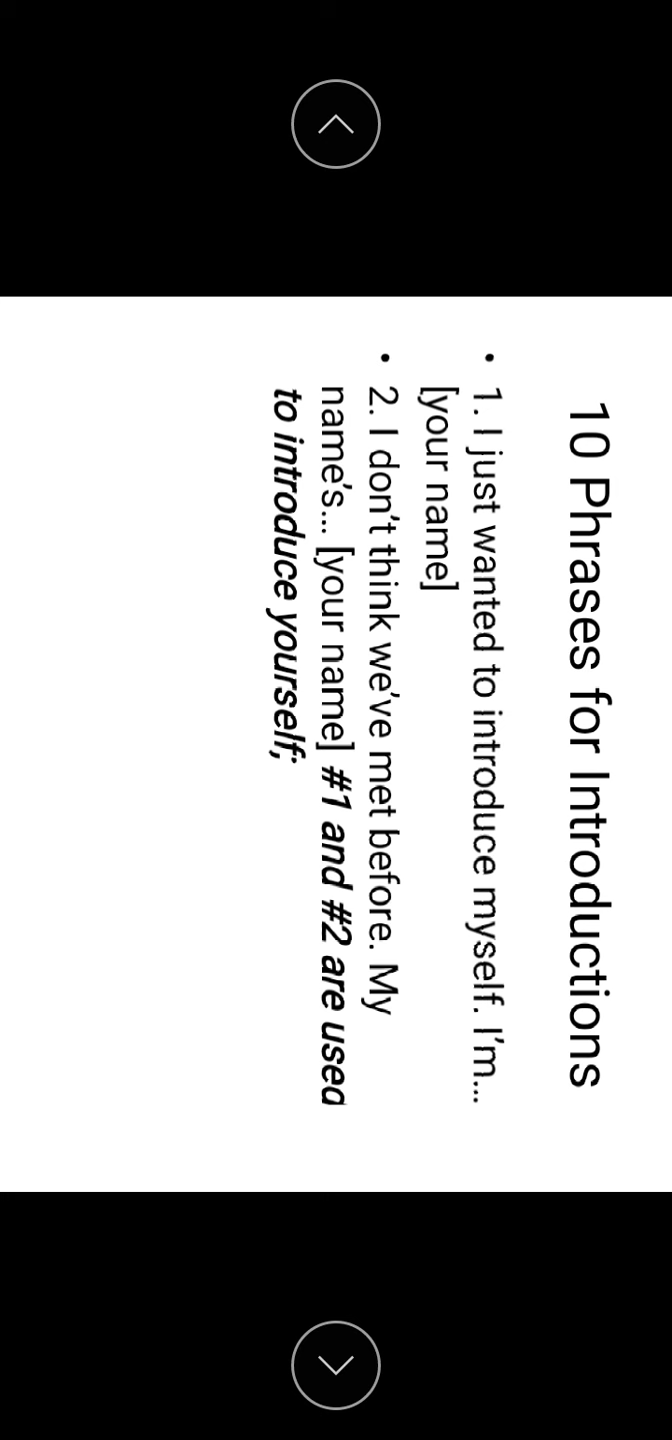 10 Phrases for Introductions
• 1. I just wanted to introduce myself. I’m...
[your name]
• 2. I don’t think we’ve met before. My
name’s... [your name] #1 and #2 are used
to introduce yourself;